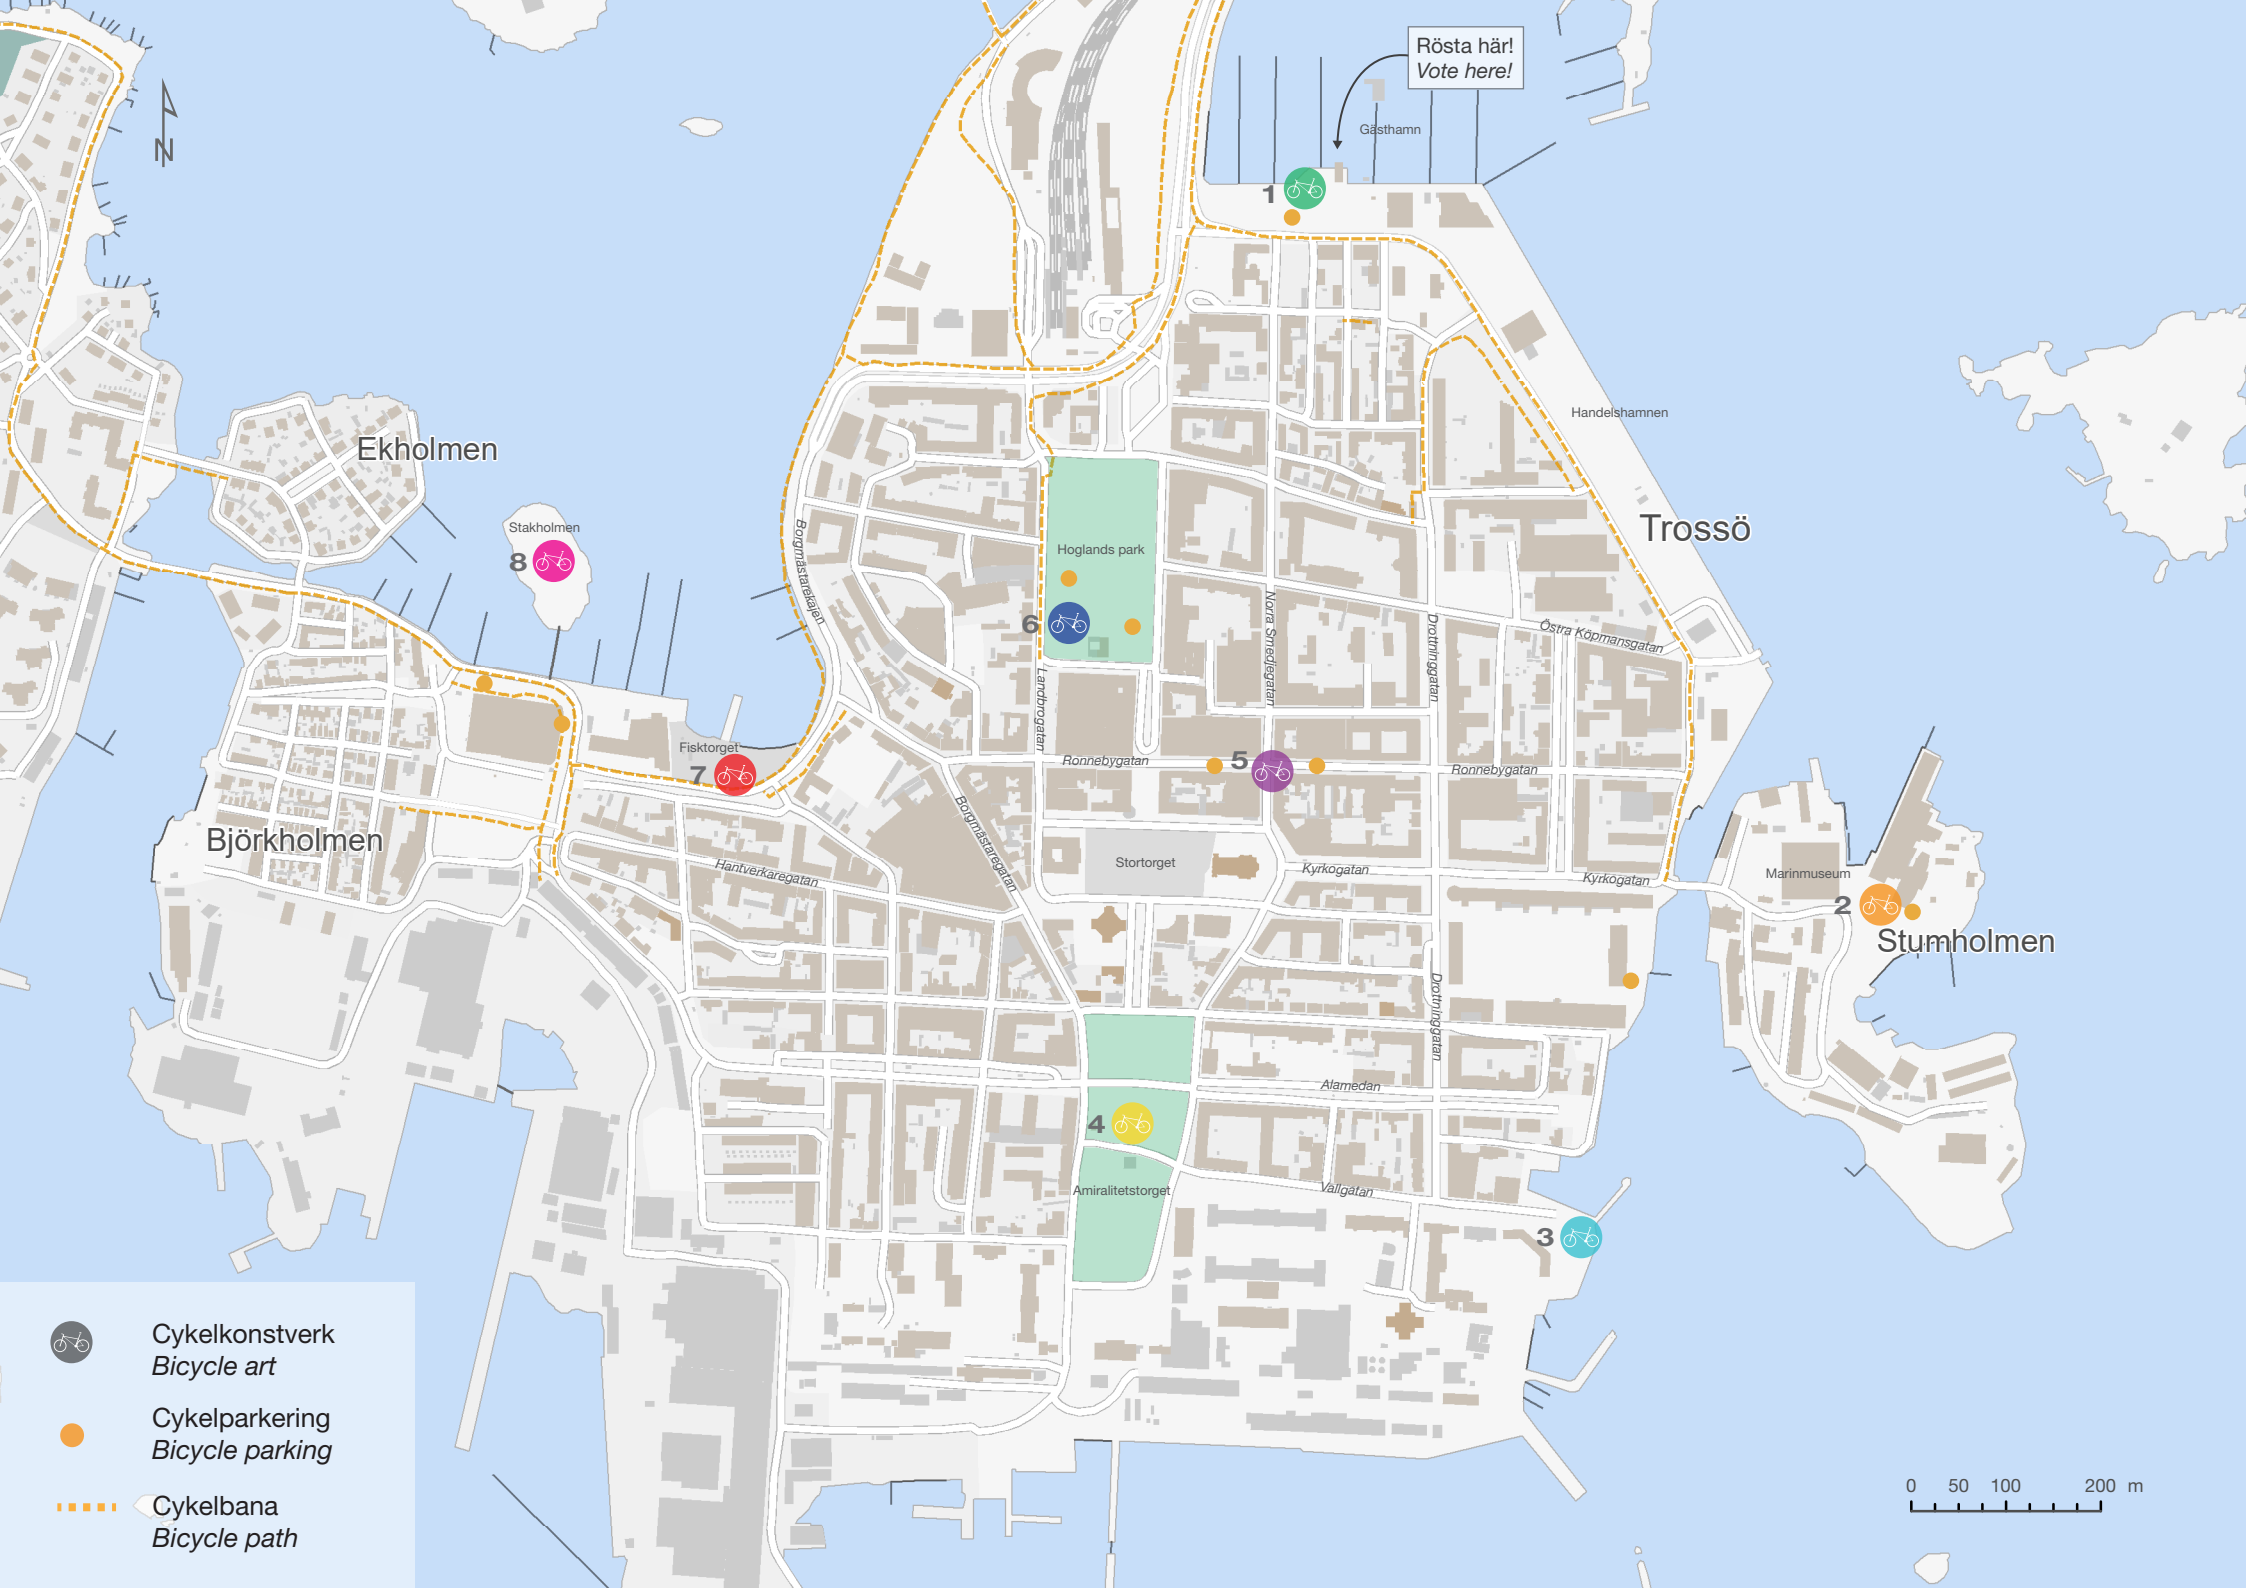 Rösta här!
Vote here!
Gästhamn
1
N
Handelshamnen
Ekholmen
Stakholmen
8
Trossö
Hoglands park
Borgmästarekajen
6
Norra Smedjegatan
Drottninggatan
Östra Köpmansgatan
Landbrogatan
Fisktorget
7
Ronnebygatan
5
Ronnebygatan
Björkholmen
Borgmästaregatan
Hantverkaregatan
Stortorget
Kyrkogatan
Kyrkogatan
Marinmuseum
2
Stumholmen
Drottninggatan
Alamedan
4
Amiralitetstorget
Vallgatan
3
Cykelkonstverk
Bicycle art
Cykelparkering
Bicycle parking
Cykelbana
Bicycle path
0 50 100 200 m